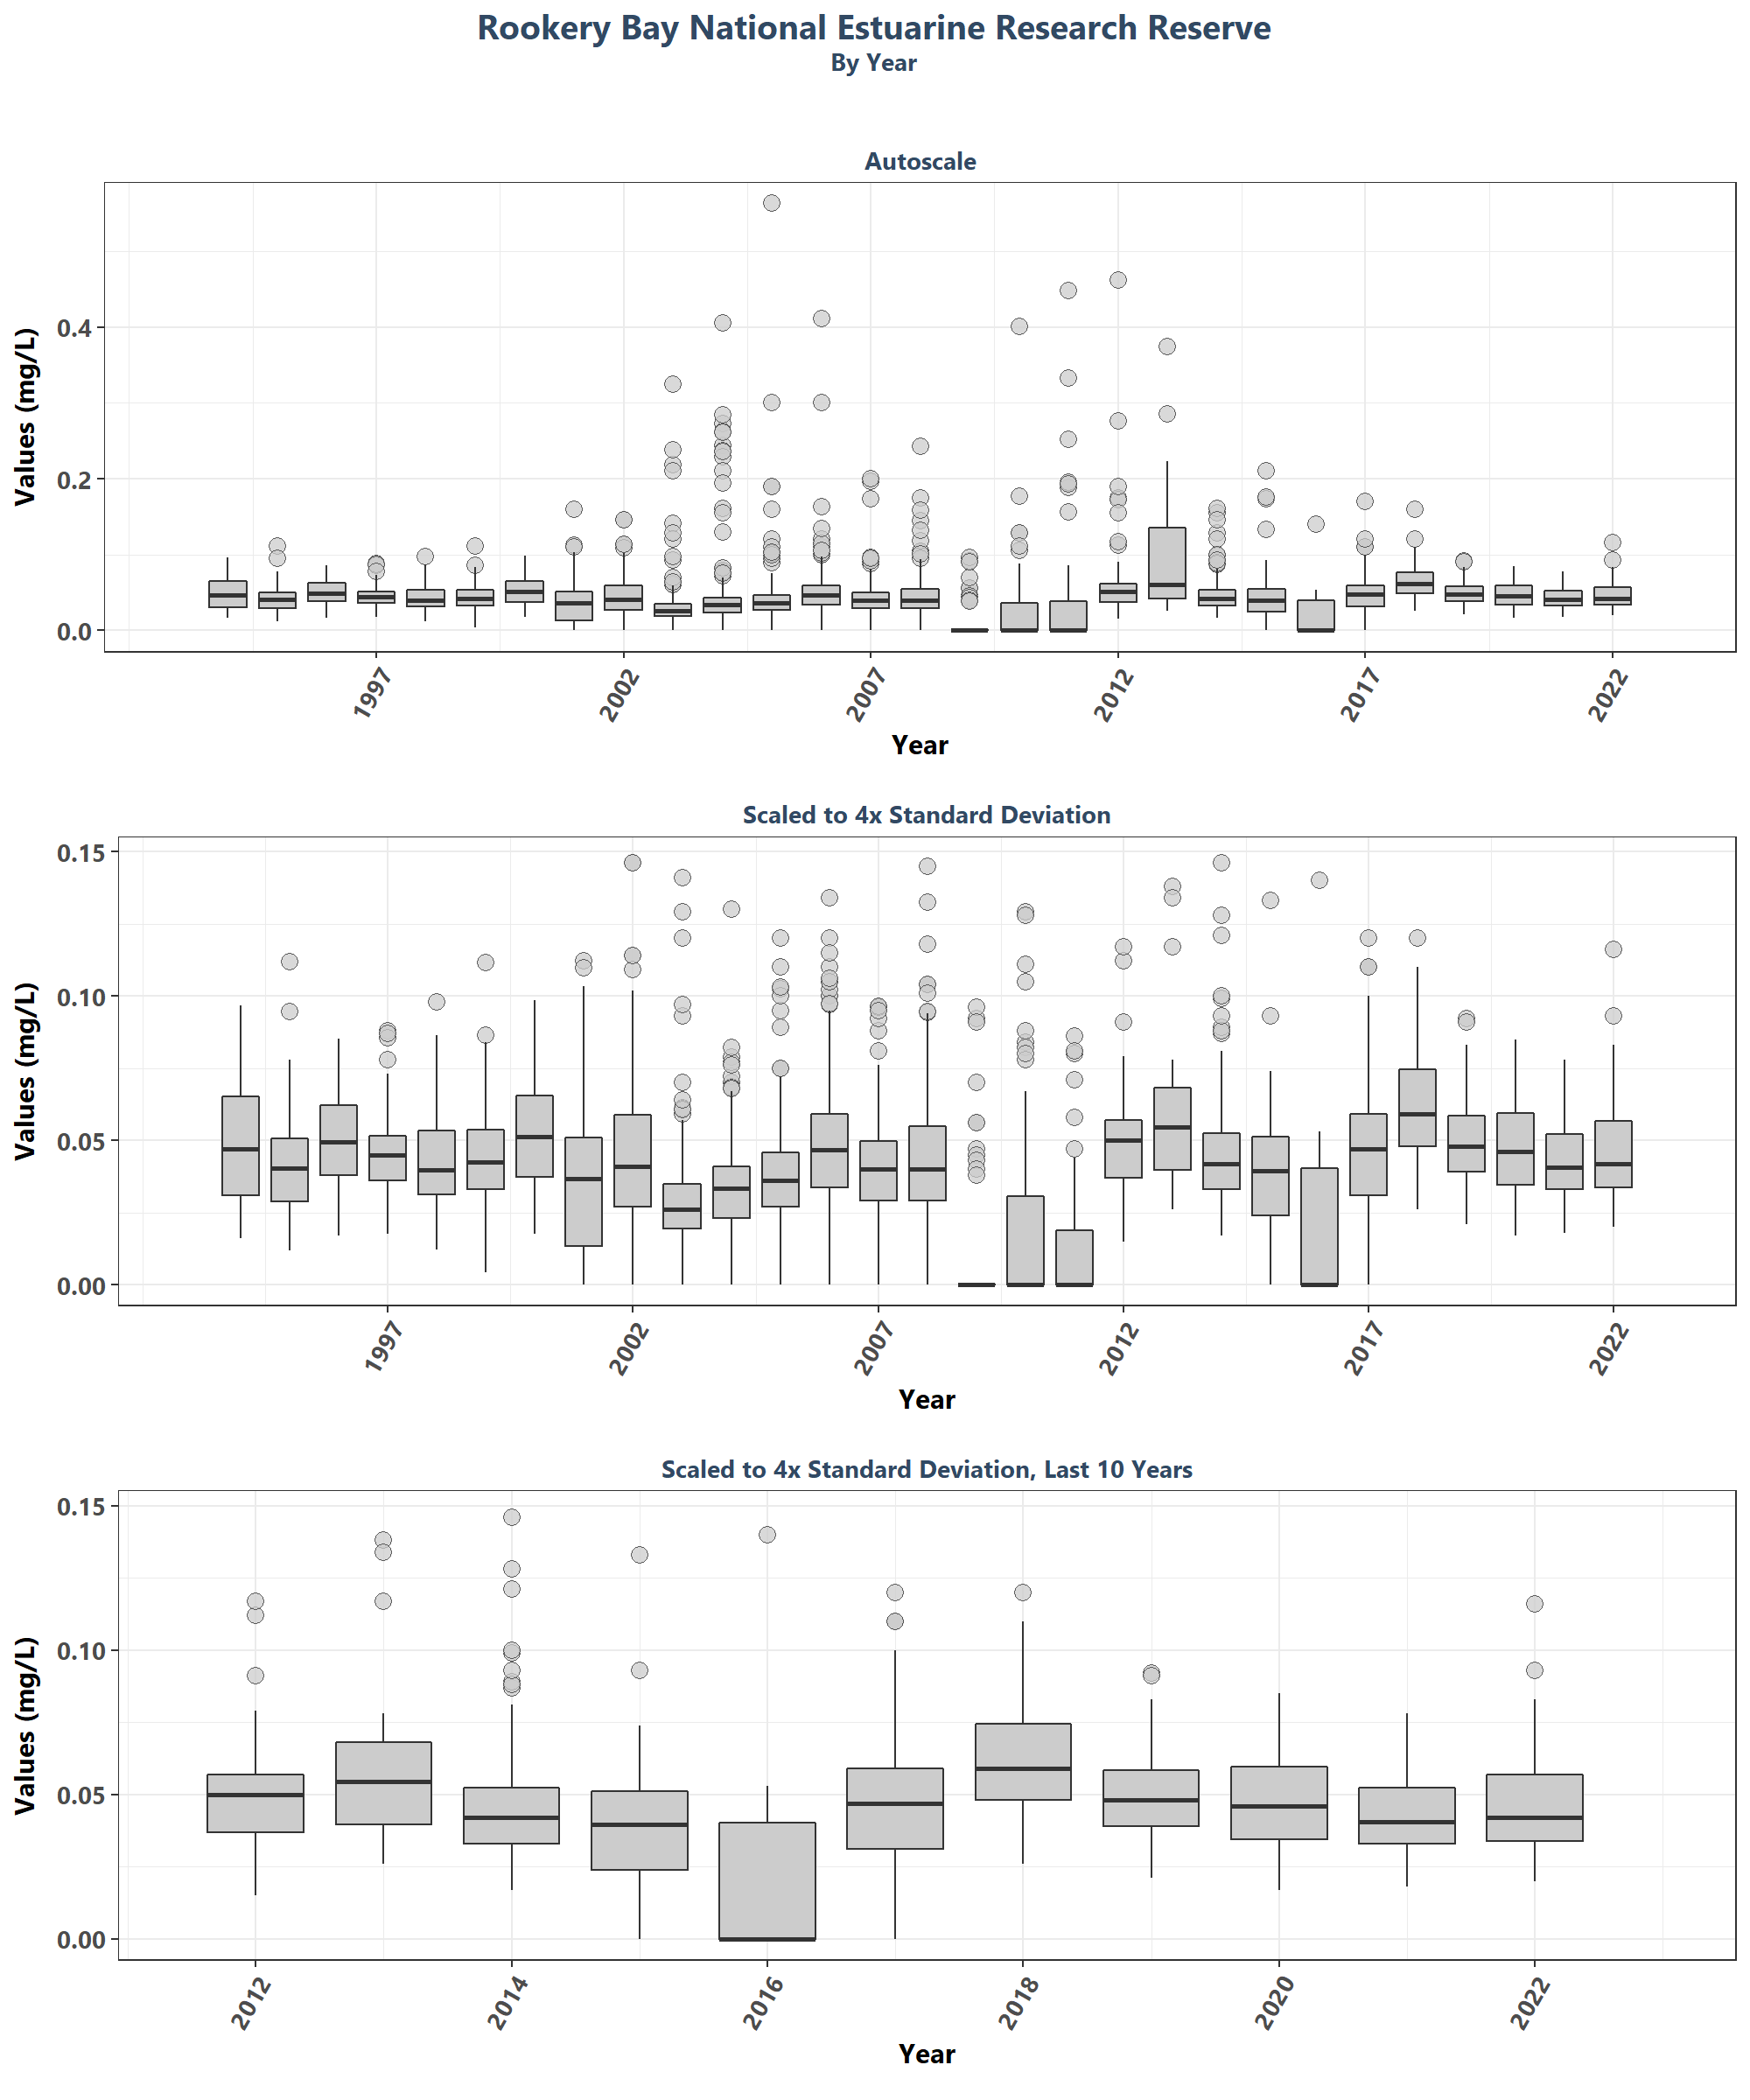 Rookery Bay National Estuarine Research Reserve
By Year
Autoscale
Values (mg/L)
0.4
0.2
0.0
1997
2002
2007
2012
2017
2022
Year
Scaled to 4x Standard Deviation
Values (mg/L)
0.15
0.10
0.05
0.00
1997
2002
2007
2012
2017
2022
Year
Scaled to 4x Standard Deviation, Last 10 Years
Values (mg/L)
0.15
0.10
0.05
0.00
2012
2014
2016
2018
2020
2022
Year